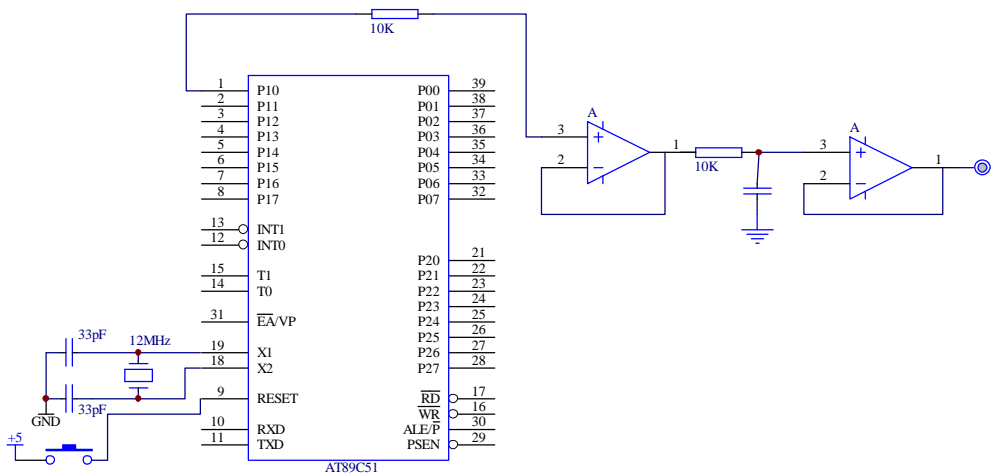 10K
1 P10 P00 39
2 P11 P01 38
3 P12 P02 37
4 P13 P03 36
5 P14 P04 35
6 P15 P05 34
7 P16 P06 33
8 P17 P07 32
13 INT1
12 INT0
P20 21
15 T1 P21 22
14 T0 P22 23
P23 24
31 EA/VP P24 25
P25 26
19 X1 P26 27
18 X2 P27 28
9 RESET RD 17
WR 16
10 RXD ALE/P 30
11 TXD PSEN 29
AT89C51
33pF
12MHz
33pF
GND
+5
A
3 +
2 −
1
10K
A
3 +
2 −
1